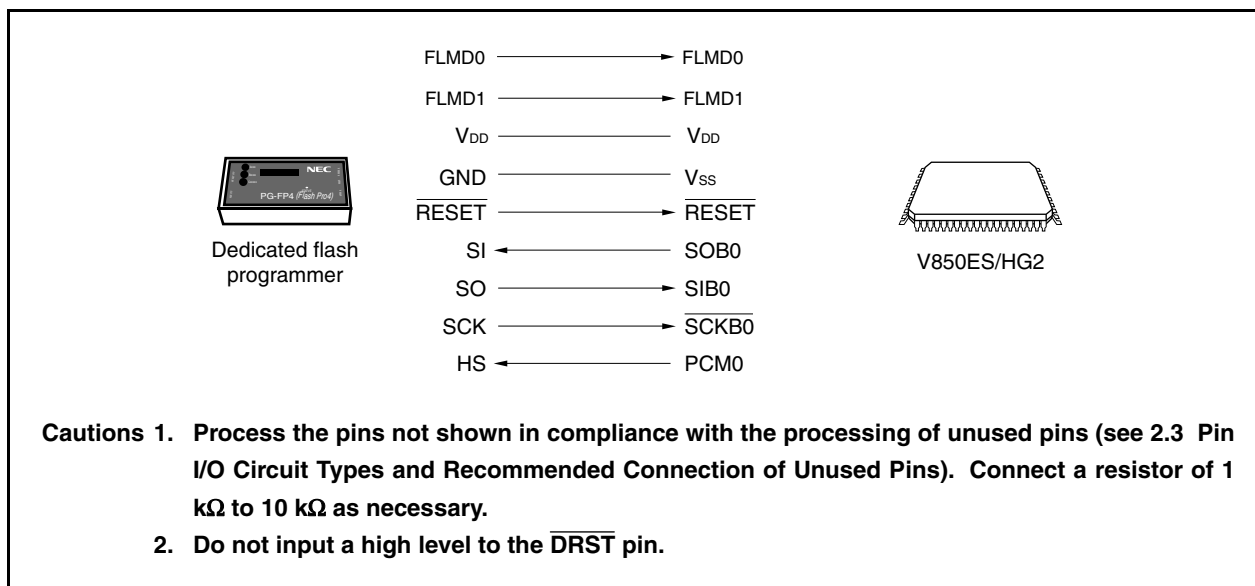 FLMD0 FLMD0
FLMD1 FLMD1
VDD VDD
GND VSS
RESET RESET
SI SOB0
SO SIB0
SCK SCKB0
HS PCM0
NEC
PG-FP4 (Flash Pro4)
Dedicated flash
programmer
V850ES/HG2
Cautions 1. Process the pins not shown in compliance with the processing of unused pins (see 2.3 Pin
I/O Circuit Types and Recommended Connection of Unused Pins). Connect a resistor of 1
kΩ to 10 kΩ as necessary.
2. Do not input a high level to the DRST pin.